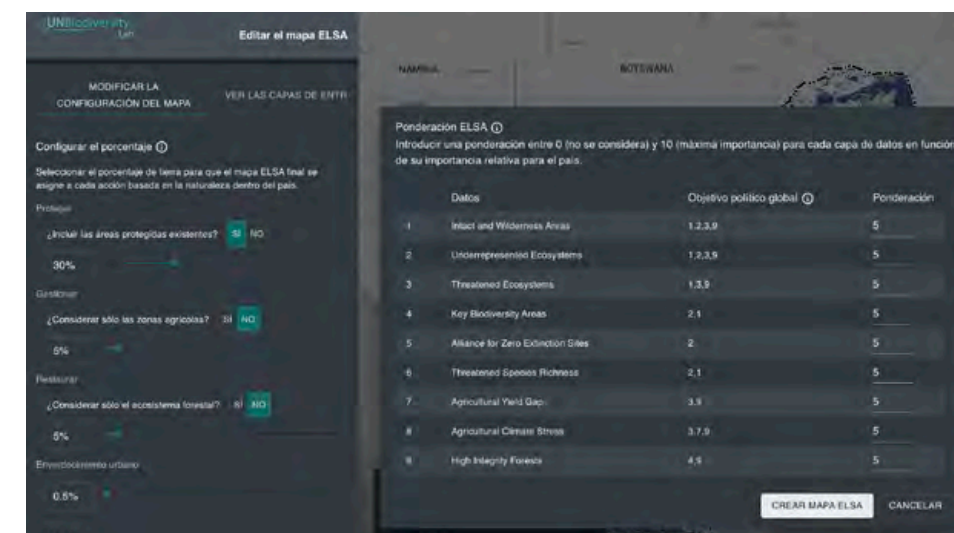 UNBiodiversity
Lab
Editar el mapa ELSA
MODIFICAR LA
CONFIGURACIÓN DEL MAPA
VER LAS CAPAS DE ENTR
Configurar el porcentaje
Seleccionar el porcentaje de tierra para que el mapa ELSA final se
asigne a cada acción basada en la naturaleza dentro del país.
Proteger
¿Incluir las áreas protegidas existentes? SÍ NO
30%
Gestionar
¿Considerar sólo las zonas agrícolas? SÍ NO
5%
Restaurar
¿Considerar sólo el ecosistema forestal? SÍ NO
5%
Enverdecimiento urbano
0.5%
NAMIBIA
BOTSWANA
Ponderación ELSA
Introducir una ponderación entre 0 (no se considera) y 10 (máxima importancia) para cada capa de datos en función
de su importancia relativa para el país.
Datos Objetivo político global Ponderación
1 Intact and Wilderness Areas 1,2,3,9 5
2 Underrepresented Ecosystems 1,2,3,9 5
3 Threatened Ecosystems 1,3,9 5
4 Key Biodiversity Areas 2,1 5
5 Alliance for Zero Extinction Sites 2 5
6 Threatened Species Richness 2,1 5
7 Agricultural Yield Gap 3,9 5
8 Agricultural Climate Stress 3,7,9 5
9 High Integrity Forests 4,9 5
CREAR MAPA ELSA CANCELAR